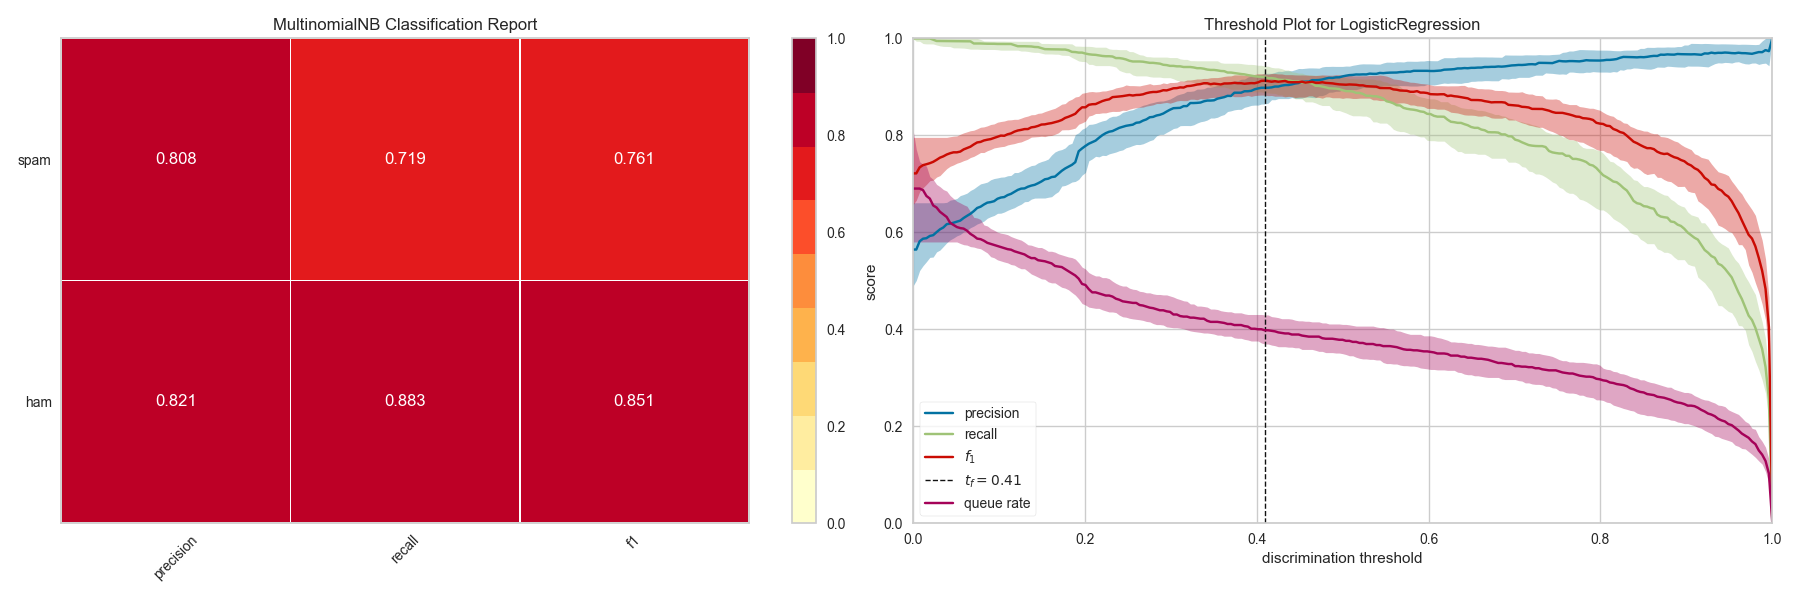 MultinomialNB Classification Report
spam
ham
0.808
0.719
0.761
0.821
0.883
0.851
precision
recall
f1
1.0
0.8
0.6
0.4
0.2
0.0
Threshold Plot for LogisticRegression
score
1.0
0.8
0.6
0.4
0.2
0.0
precision
recall
f₁
t_f = 0.41
queue rate
0.0
0.2
0.4
0.6
0.8
1.0
discrimination threshold